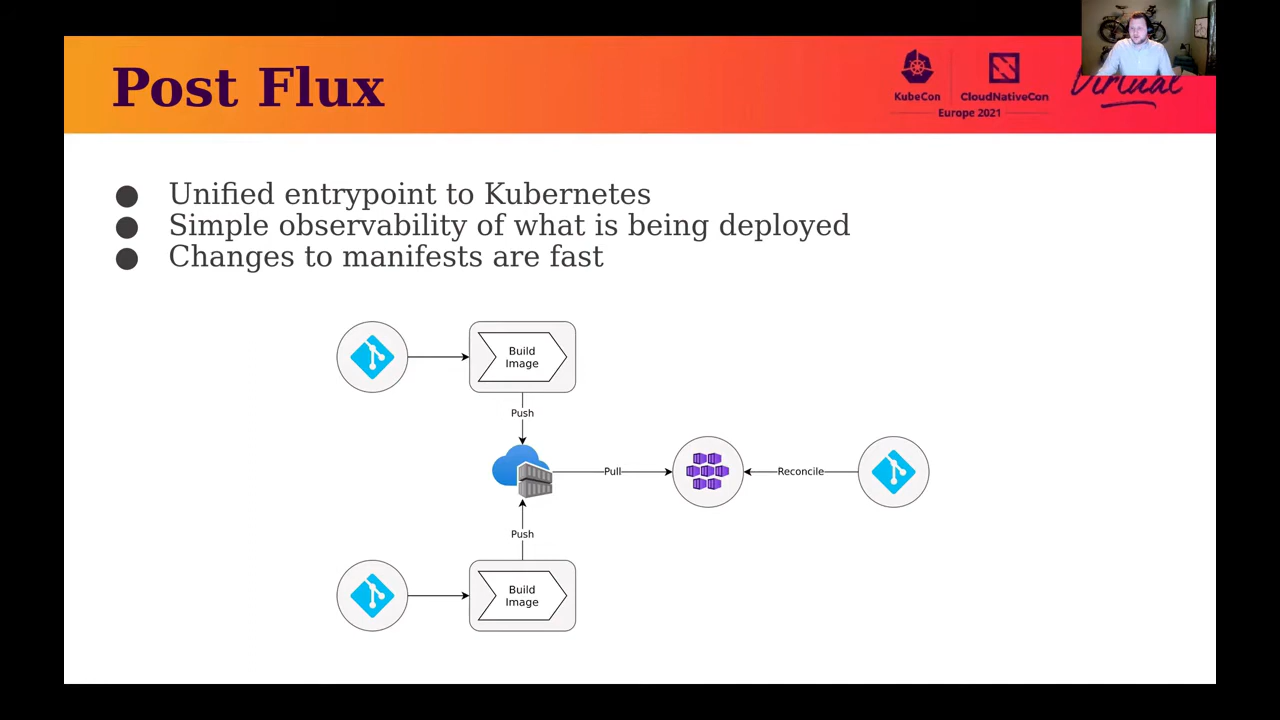 Post Flux
KubeCon
CloudNativeCon
Europe 2021
Virtual
● Unified entrypoint to Kubernetes
● Simple observability of what is being deployed
● Changes to manifests are fast
Build
Image
Push
Pull
Reconcile
Push
Build
Image